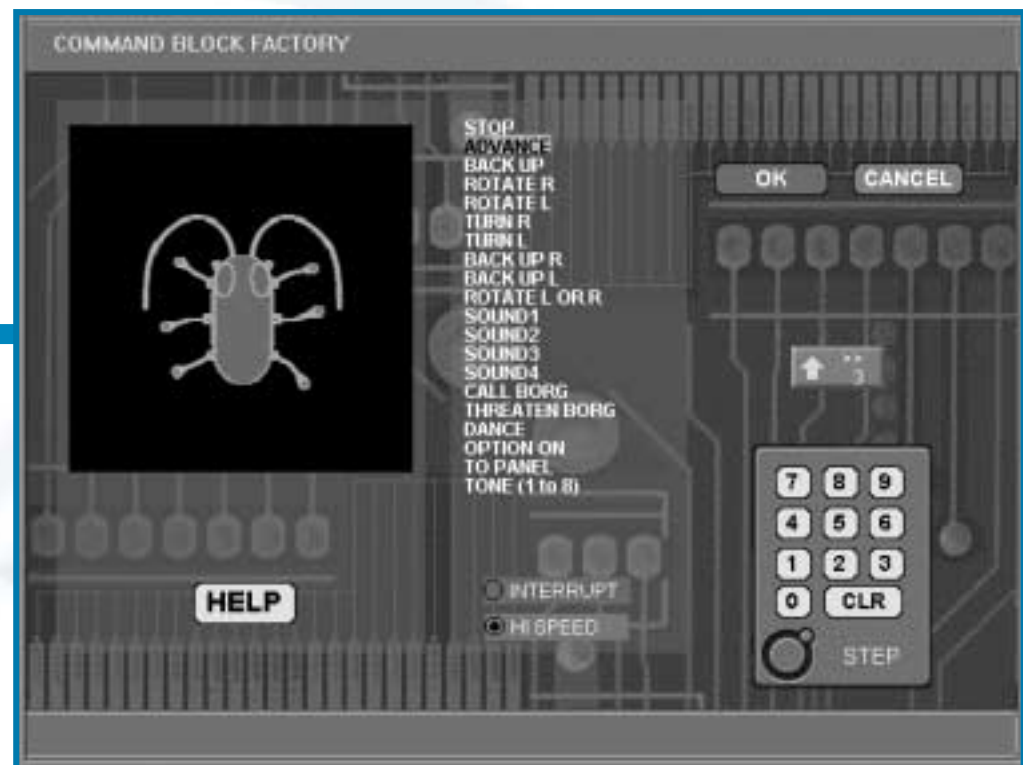 COMMAND BLOCK FACTORY
STOP
ADVANCE
BACK UP
ROTATE R
ROTATE L
TURN R
TURN L
BACK UP R
BACK UP L
ROTATE L OR R
SOUND1
SOUND2
SOUND3
SOUND4
CALL BORG
THREATEN BORG
DANCE
OPTION ON
TO PANEL
TONE (1 to 8)
OK CANCEL
3
7 8 9
4 5 6
1 2 3
0 CLR
STEP
HELP
INTERRUPT
HI SPEED